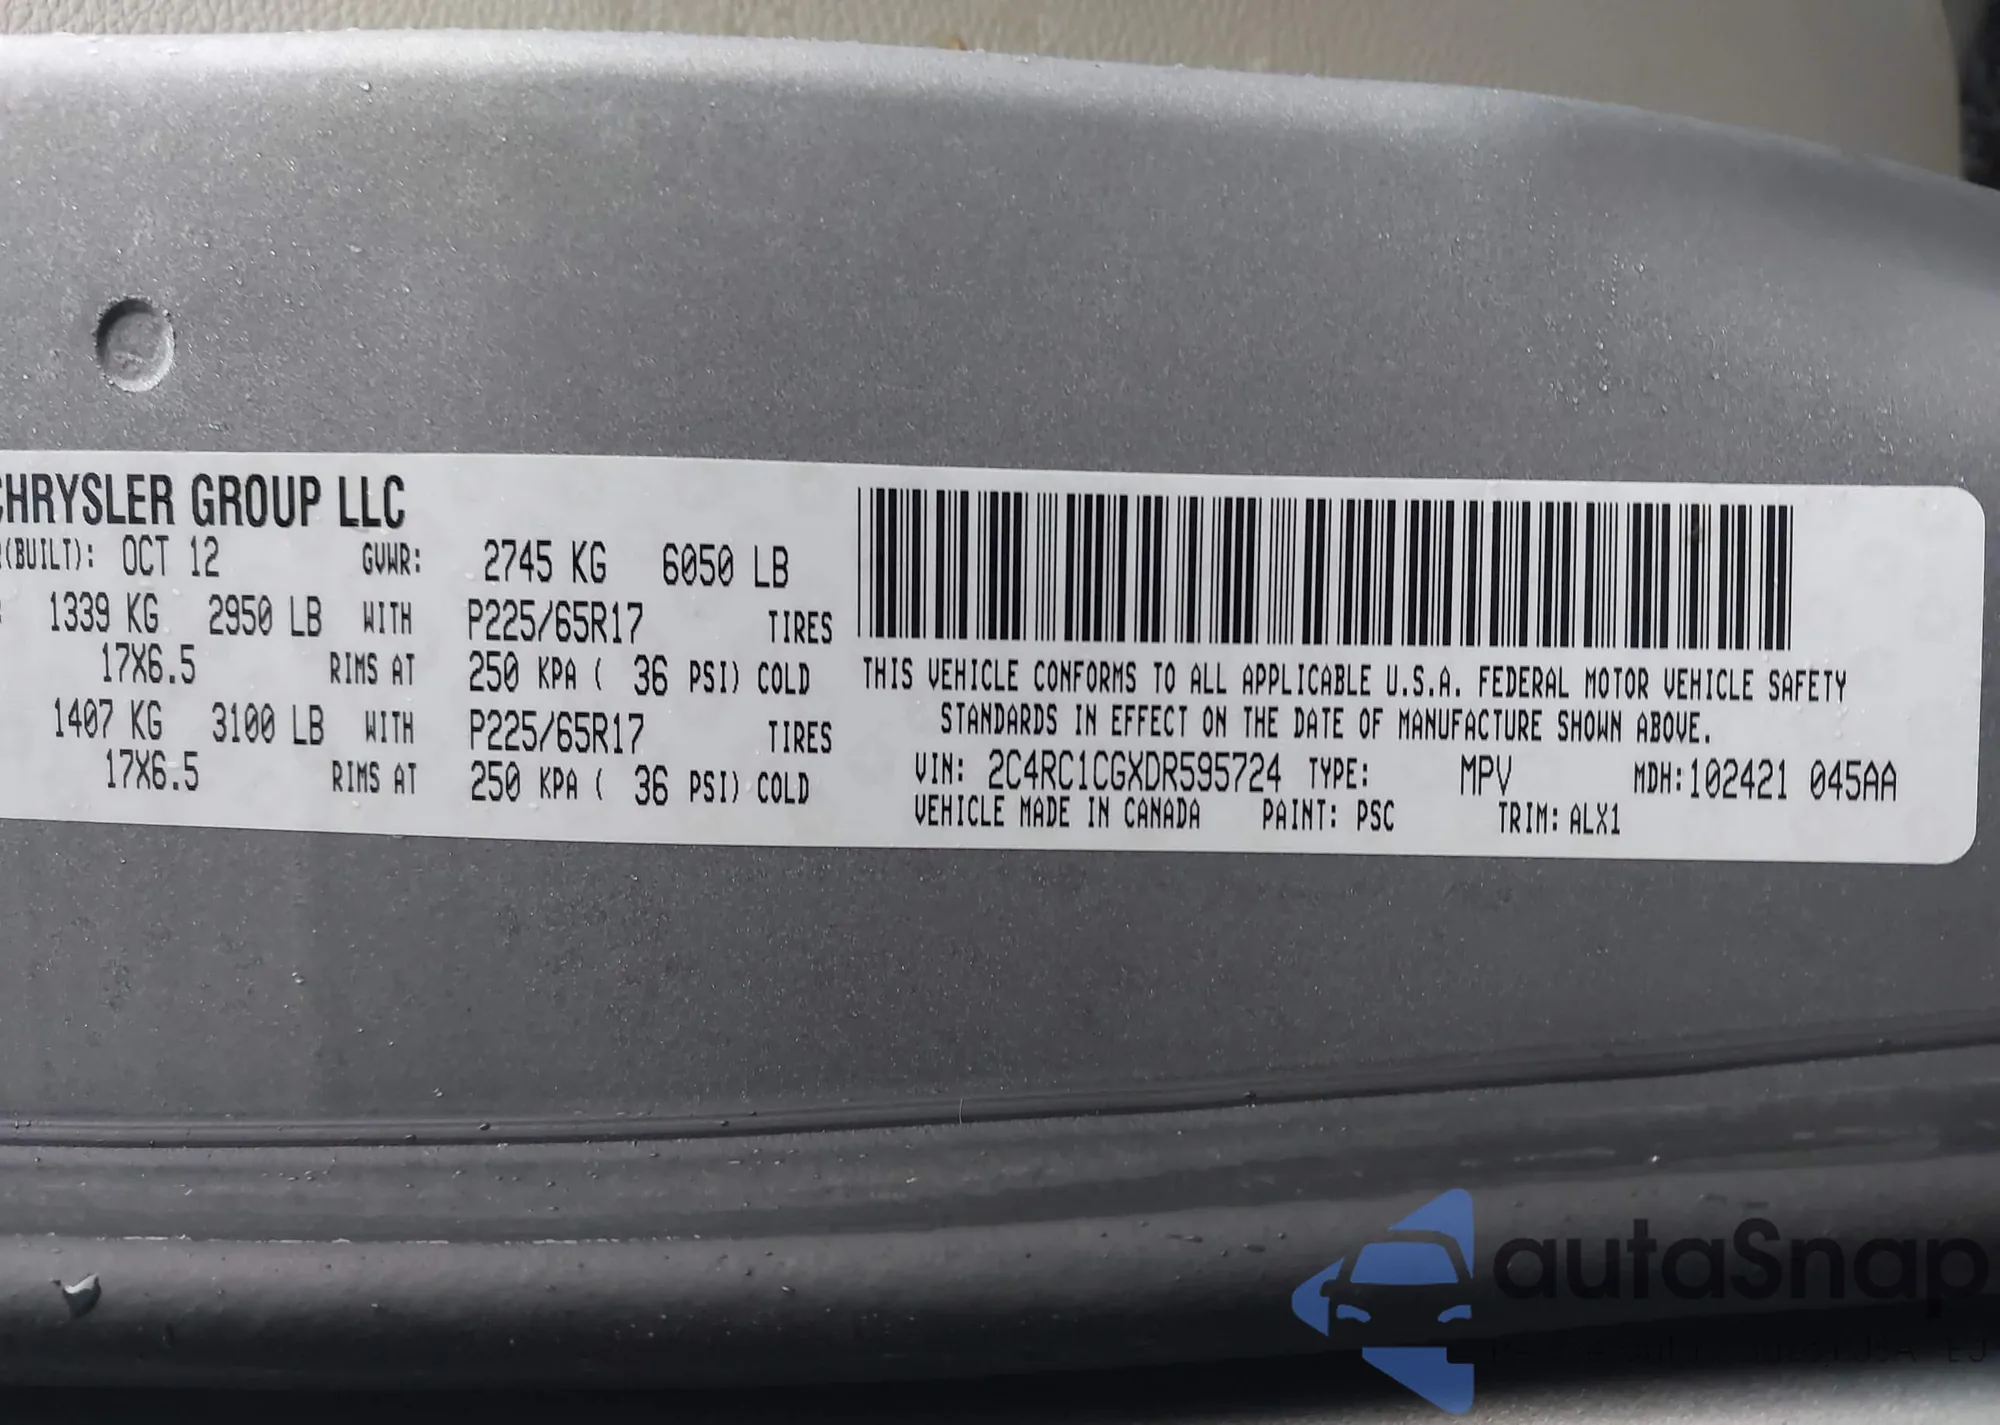 CHRYSLER GROUP LLC
(BUILT): OCT 12 GVWR: 2745 KG 6050 LB
1339 KG 2950 LB WITH P225/65R17 TIRES
17X6.5 RIMS AT 250 KPA ( 36 PSI) COLD
1407 KG 3100 LB WITH P225/65R17 TIRES
17X6.5 RIMS AT 250 KPA ( 36 PSI) COLD
THIS VEHICLE CONFORMS TO ALL APPLICABLE U.S.A. FEDERAL MOTOR VEHICLE SAFETY
STANDARDS IN EFFECT ON THE DATE OF MANUFACTURE SHOWN ABOVE.
VIN: 2C4RC1CGXDR595724 TYPE: MPV MDH:102421 045AA
VEHICLE MADE IN CANADA PAINT: PSC TRIM: ALX1
autaSnap